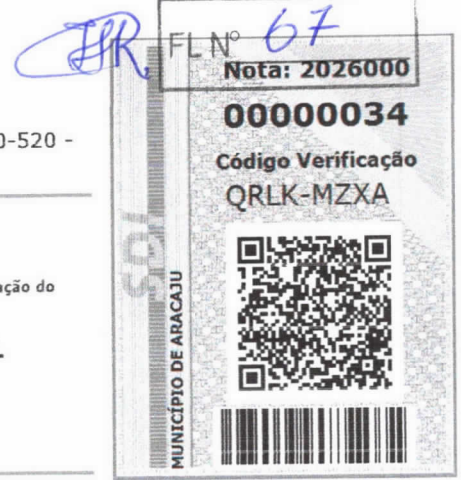 FL Nº 67
Nota: 2026000
00000034
0-520 -
Código Verificação
QRLK-MZXA
ação do
MUNICÍPIO DE ARACAJU